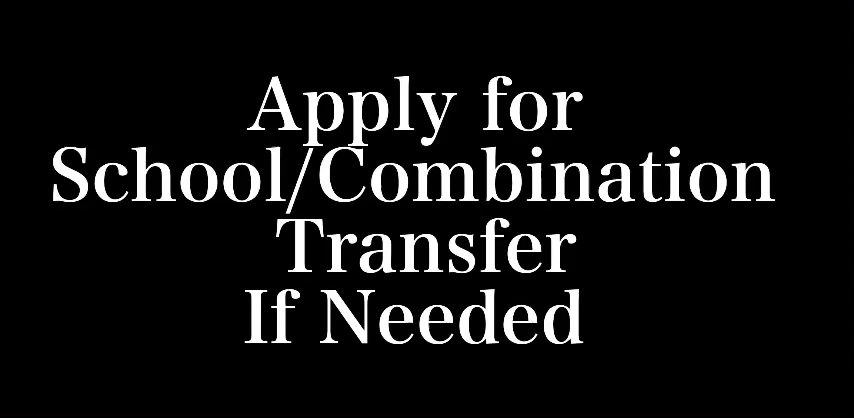 Apply for
School/Combination
Transfer
If Needed